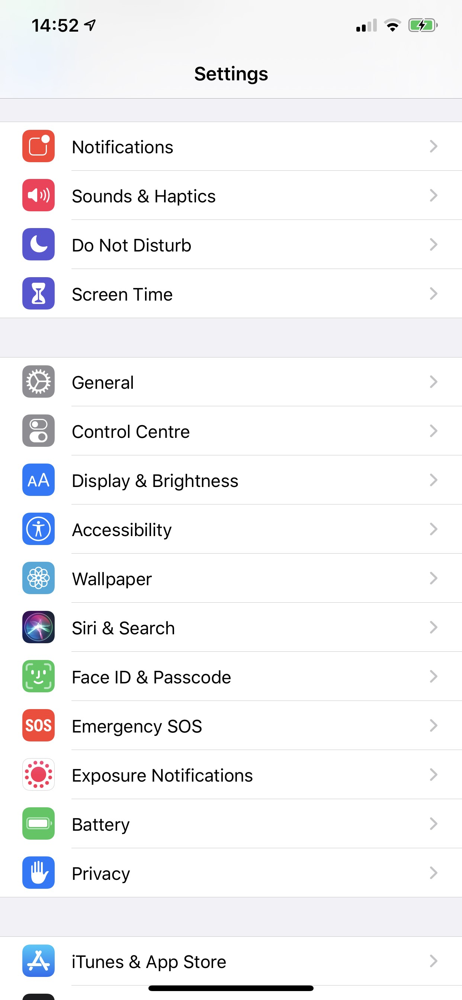 14:52
Settings
Notifications
Sounds & Haptics
Do Not Disturb
Screen Time
General
Control Centre
AA
Display & Brightness
Accessibility
Wallpaper
Siri & Search
Face ID & Passcode
SOS
Emergency SOS
Exposure Notifications
Battery
Privacy
iTunes & App Store